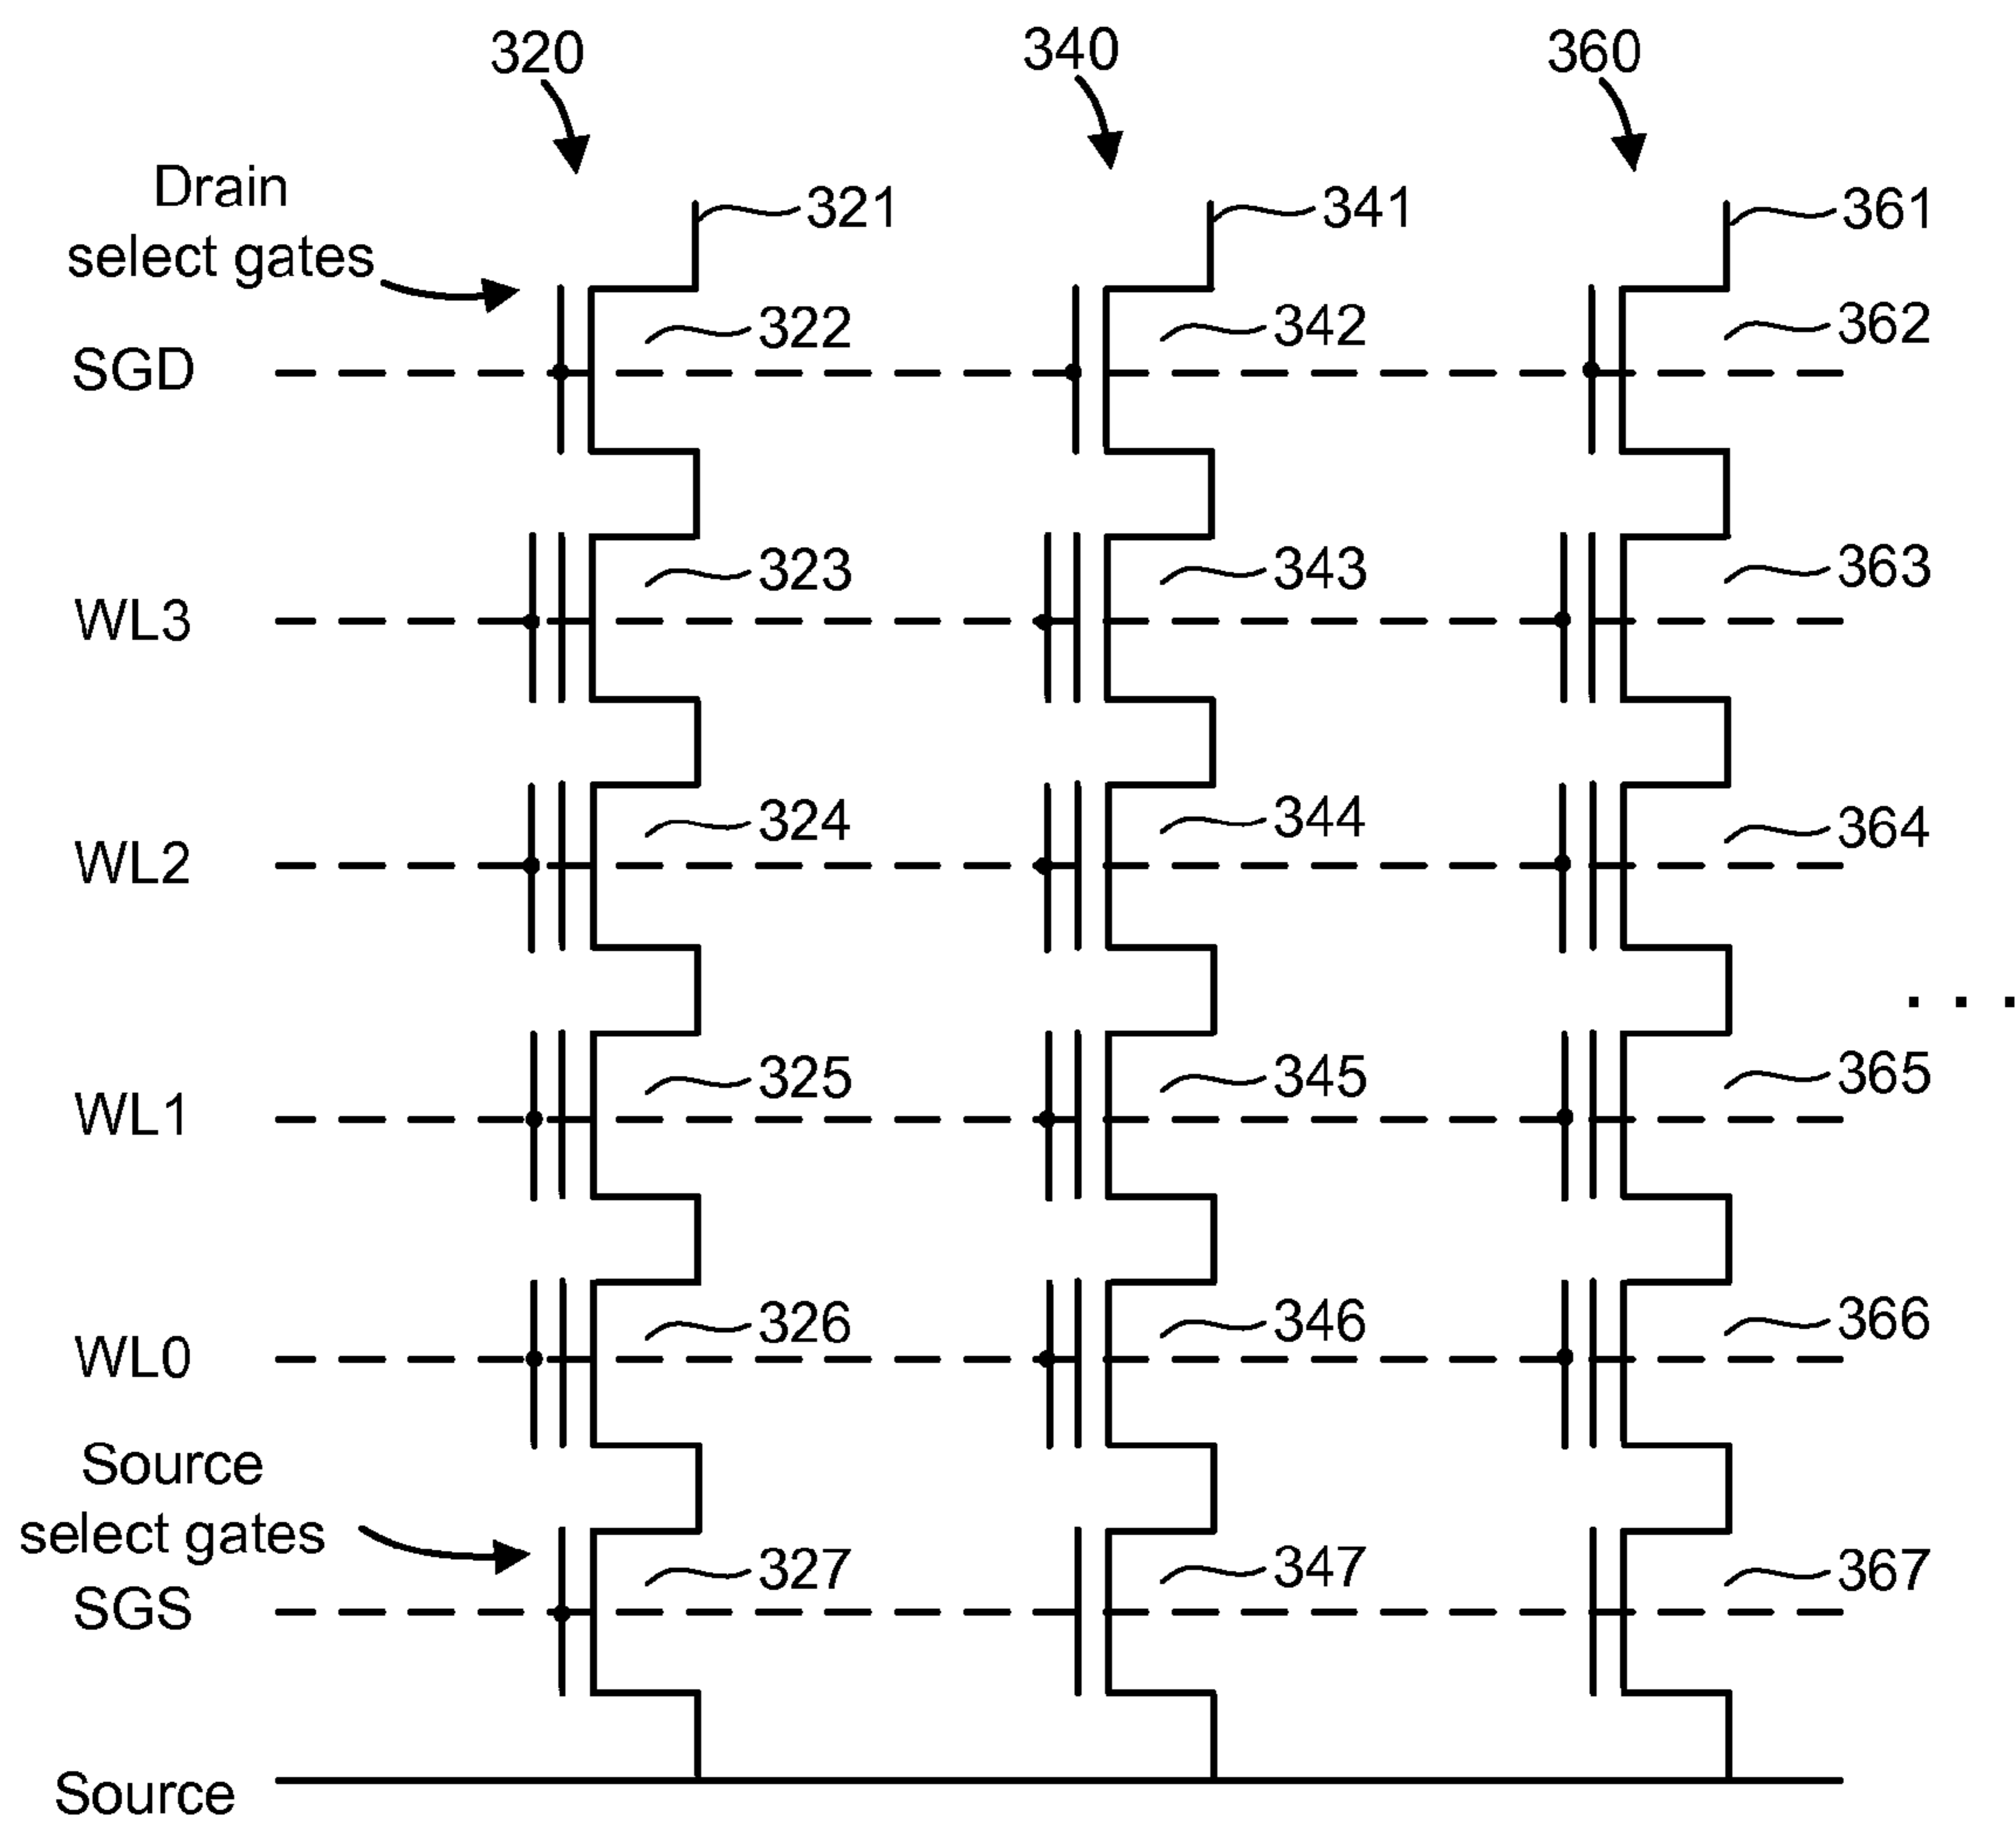 320 340 360
Drain
select gates
321 341 361
322 342 362
SGD
323 343 363
WL3
324 344 364
WL2
. . .
325 345 365
WL1
326 346 366
WL0
Source
select gates
327 347 367
SGS
Source